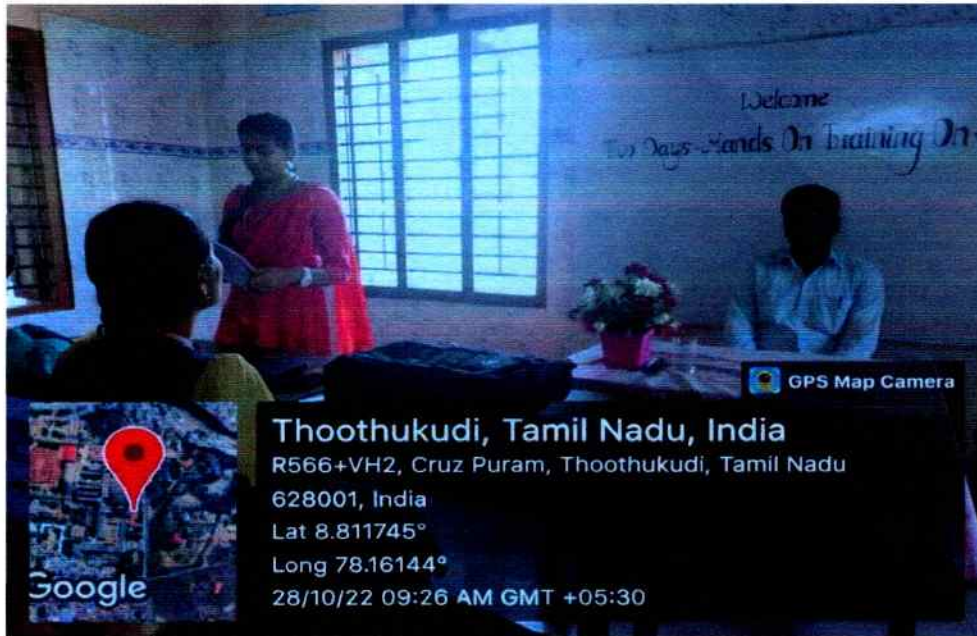 Welcome
Two Days-Hands On Training On
GPS Map Camera
Thoothukudi, Tamil Nadu, India
R566+VH2, Cruz Puram, Thoothukudi, Tamil Nadu
628001, India
Lat 8.811745°
Long 78.16144°
28/10/22 09:26 AM GMT +05:30
Google